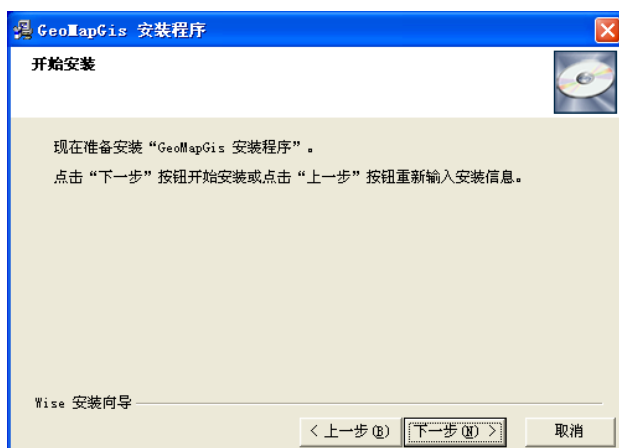 GeoMapGis 安装程序
开始安装
现在准备安装“GeoMapGis 安装程序”。
点击“下一步”按钮开始安装或点击“上一步”按钮重新输入安装信息。
Wise 安装向导
< 上一步(B) 下一步(N) > 取消